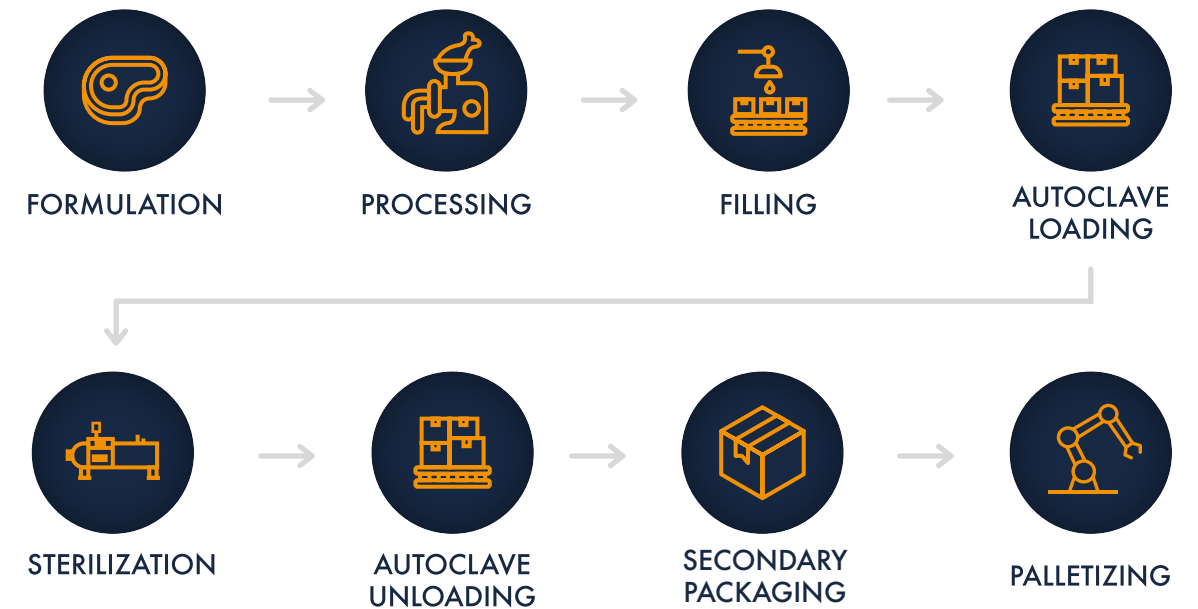 FORMULATION
PROCESSING
FILLING
AUTOCLAVE
LOADING
STERILIZATION
AUTOCLAVE
UNLOADING
SECONDARY
PACKAGING
PALLETIZING